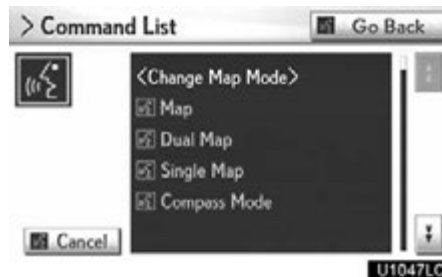 > Command List
Go Back
<Change Map Mode>
Map
Dual Map
Single Map
Compass Mode
Cancel
U1047LC